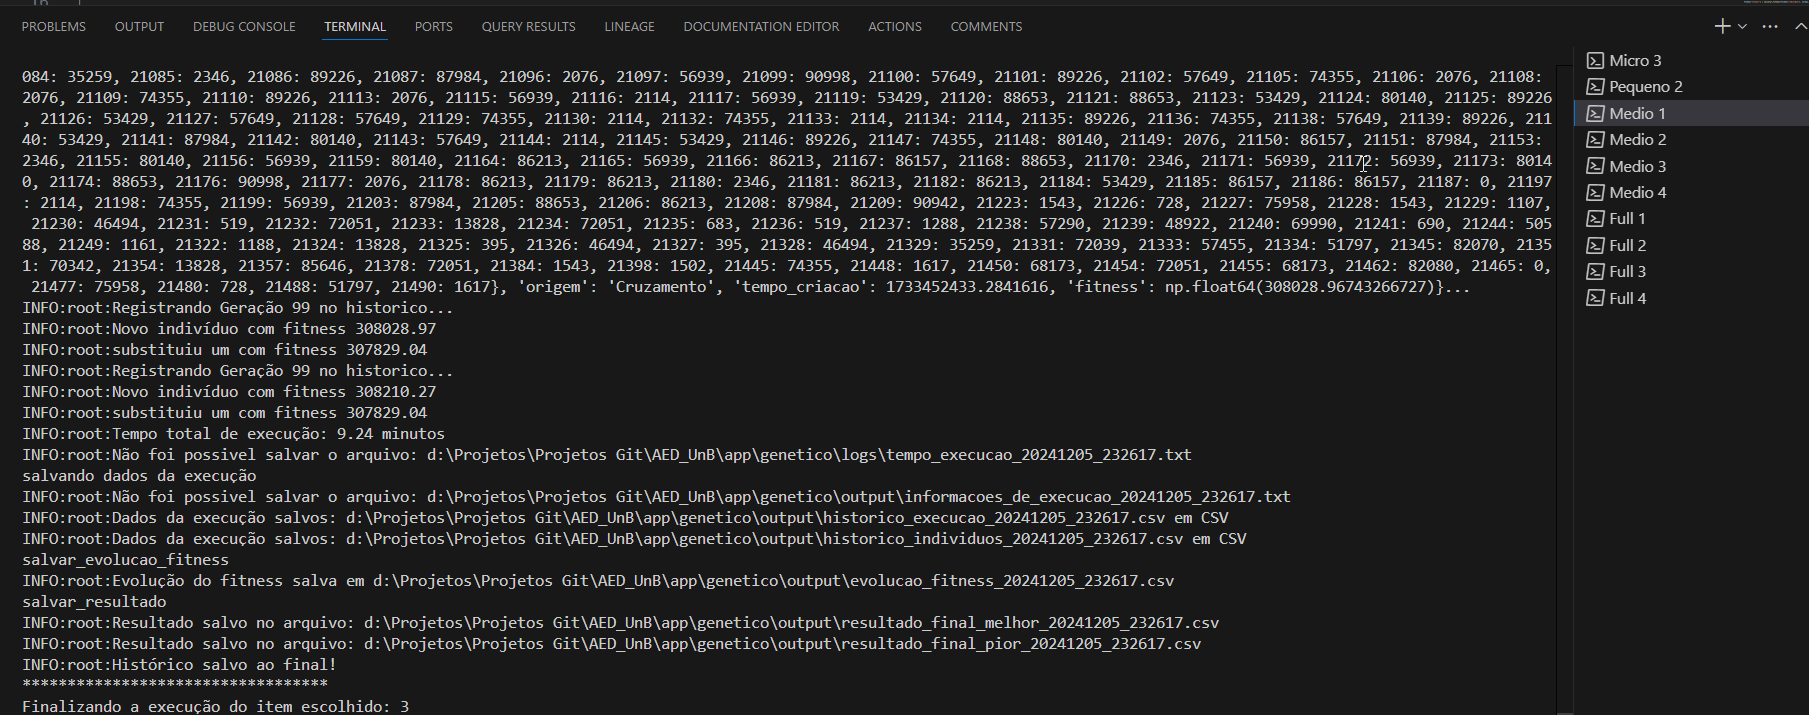 PROBLEMS OUTPUT DEBUG CONSOLE TERMINAL PORTS QUERY RESULTS LINEAGE DOCUMENTATION EDITOR ACTIONS COMMENTS
084: 35259, 21085: 2346, 21086: 89226, 21087: 87984, 21096: 2076, 21097: 56939, 21099: 90998, 21100: 57649, 21101: 89226, 21102: 57649, 21105: 74355, 21106: 2076, 21108:
2076, 21109: 74355, 21110: 89226, 21113: 2076, 21115: 56939, 21116: 2114, 21117: 56939, 21119: 53429, 21120: 88653, 21121: 88653, 21123: 53429, 21124: 80140, 21125: 89226
, 21126: 53429, 21127: 57649, 21128: 57649, 21129: 74355, 21130: 2114, 21132: 74355, 21133: 2114, 21134: 2114, 21135: 89226, 21136: 74355, 21138: 57649, 21139: 89226, 211
40: 53429, 21141: 87984, 21142: 80140, 21143: 57649, 21144: 2114, 21145: 53429, 21146: 89226, 21147: 74355, 21148: 80140, 21149: 2076, 21150: 86157, 21151: 87984, 21153:
2346, 21155: 80140, 21156: 56939, 21159: 80140, 21164: 86213, 21165: 56939, 21166: 86213, 21167: 86157, 21168: 88653, 21170: 2346, 21171: 56939, 21172: 56939, 21173: 8014
0, 21174: 88653, 21176: 90998, 21177: 2076, 21178: 86213, 21179: 86213, 21180: 2346, 21181: 86213, 21182: 86213, 21184: 53429, 21185: 86157, 21186: 86157, 21187: 0, 21197
: 2114, 21198: 74355, 21199: 56939, 21203: 87984, 21205: 88653, 21206: 86213, 21208: 87984, 21209: 90942, 21223: 1543, 21226: 728, 21227: 75958, 21228: 1543, 21229: 1107,
21230: 46494, 21231: 519, 21232: 72051, 21233: 13828, 21234: 72051, 21235: 683, 21236: 519, 21237: 1288, 21238: 57290, 21239: 48922, 21240: 69990, 21241: 690, 21244: 505
88, 21249: 1161, 21322: 1188, 21324: 13828, 21325: 395, 21326: 46494, 21327: 395, 21328: 46494, 21329: 35259, 21331: 72039, 21333: 57455, 21334: 51797, 21345: 82070, 2135
1: 70342, 21354: 13828, 21357: 85646, 21378: 72051, 21384: 1543, 21398: 1502, 21445: 74355, 21448: 1617, 21450: 68173, 21454: 72051, 21455: 68173, 21462: 82080, 21465: 0,
21477: 75958, 21480: 728, 21488: 51797, 21490: 1617}, 'origem': 'Cruzamento', 'tempo_criacao': 1733452433.2841616, 'fitness': np.float64(308028.96743266727)}...
INFO:root:Registrando Geração 99 no historico...
INFO:root:Novo indivíduo com fitness 308028.97
INFO:root:substituiu um com fitness 307829.04
INFO:root:Registrando Geração 99 no historico...
INFO:root:Novo indivíduo com fitness 308210.27
INFO:root:substituiu um com fitness 307829.04
INFO:root:Tempo total de execução: 9.24 minutos
INFO:root:Não foi possivel salvar o arquivo: d:\Projetos\Projetos Git\AED_UnB\app\genetico\logs\tempo_execucao_20241205_232617.txt
salvando dados da execução
INFO:root:Não foi possivel salvar o arquivo: d:\Projetos\Projetos Git\AED_UnB\app\genetico\output\informacoes_de_execucao_20241205_232617.txt
INFO:root:Dados da execução salvos: d:\Projetos\Projetos Git\AED_UnB\app\genetico\output\historico_execucao_20241205_232617.csv em CSV
INFO:root:Dados da execução salvos: d:\Projetos\Projetos Git\AED_UnB\app\genetico\output\historico_individuos_20241205_232617.csv em CSV
salvar_evolucao_fitness
INFO:root:Evolução do fitness salva em d:\Projetos\Projetos Git\AED_UnB\app\genetico\output\evolucao_fitness_20241205_232617.csv
salvar_resultado
INFO:root:Resultado salvo no arquivo: d:\Projetos\Projetos Git\AED_UnB\app\genetico\output\resultado_final_melhor_20241205_232617.csv
INFO:root:Resultado salvo no arquivo: d:\Projetos\Projetos Git\AED_UnB\app\genetico\output\resultado_final_pior_20241205_232617.csv
INFO:root:Histórico salvo ao final!
**********************************
Finalizando a execução do item escolhido: 3
Micro 3
Pequeno 2
Medio 1
Medio 2
Medio 3
Medio 4
Full 1
Full 2
Full 3
Full 4